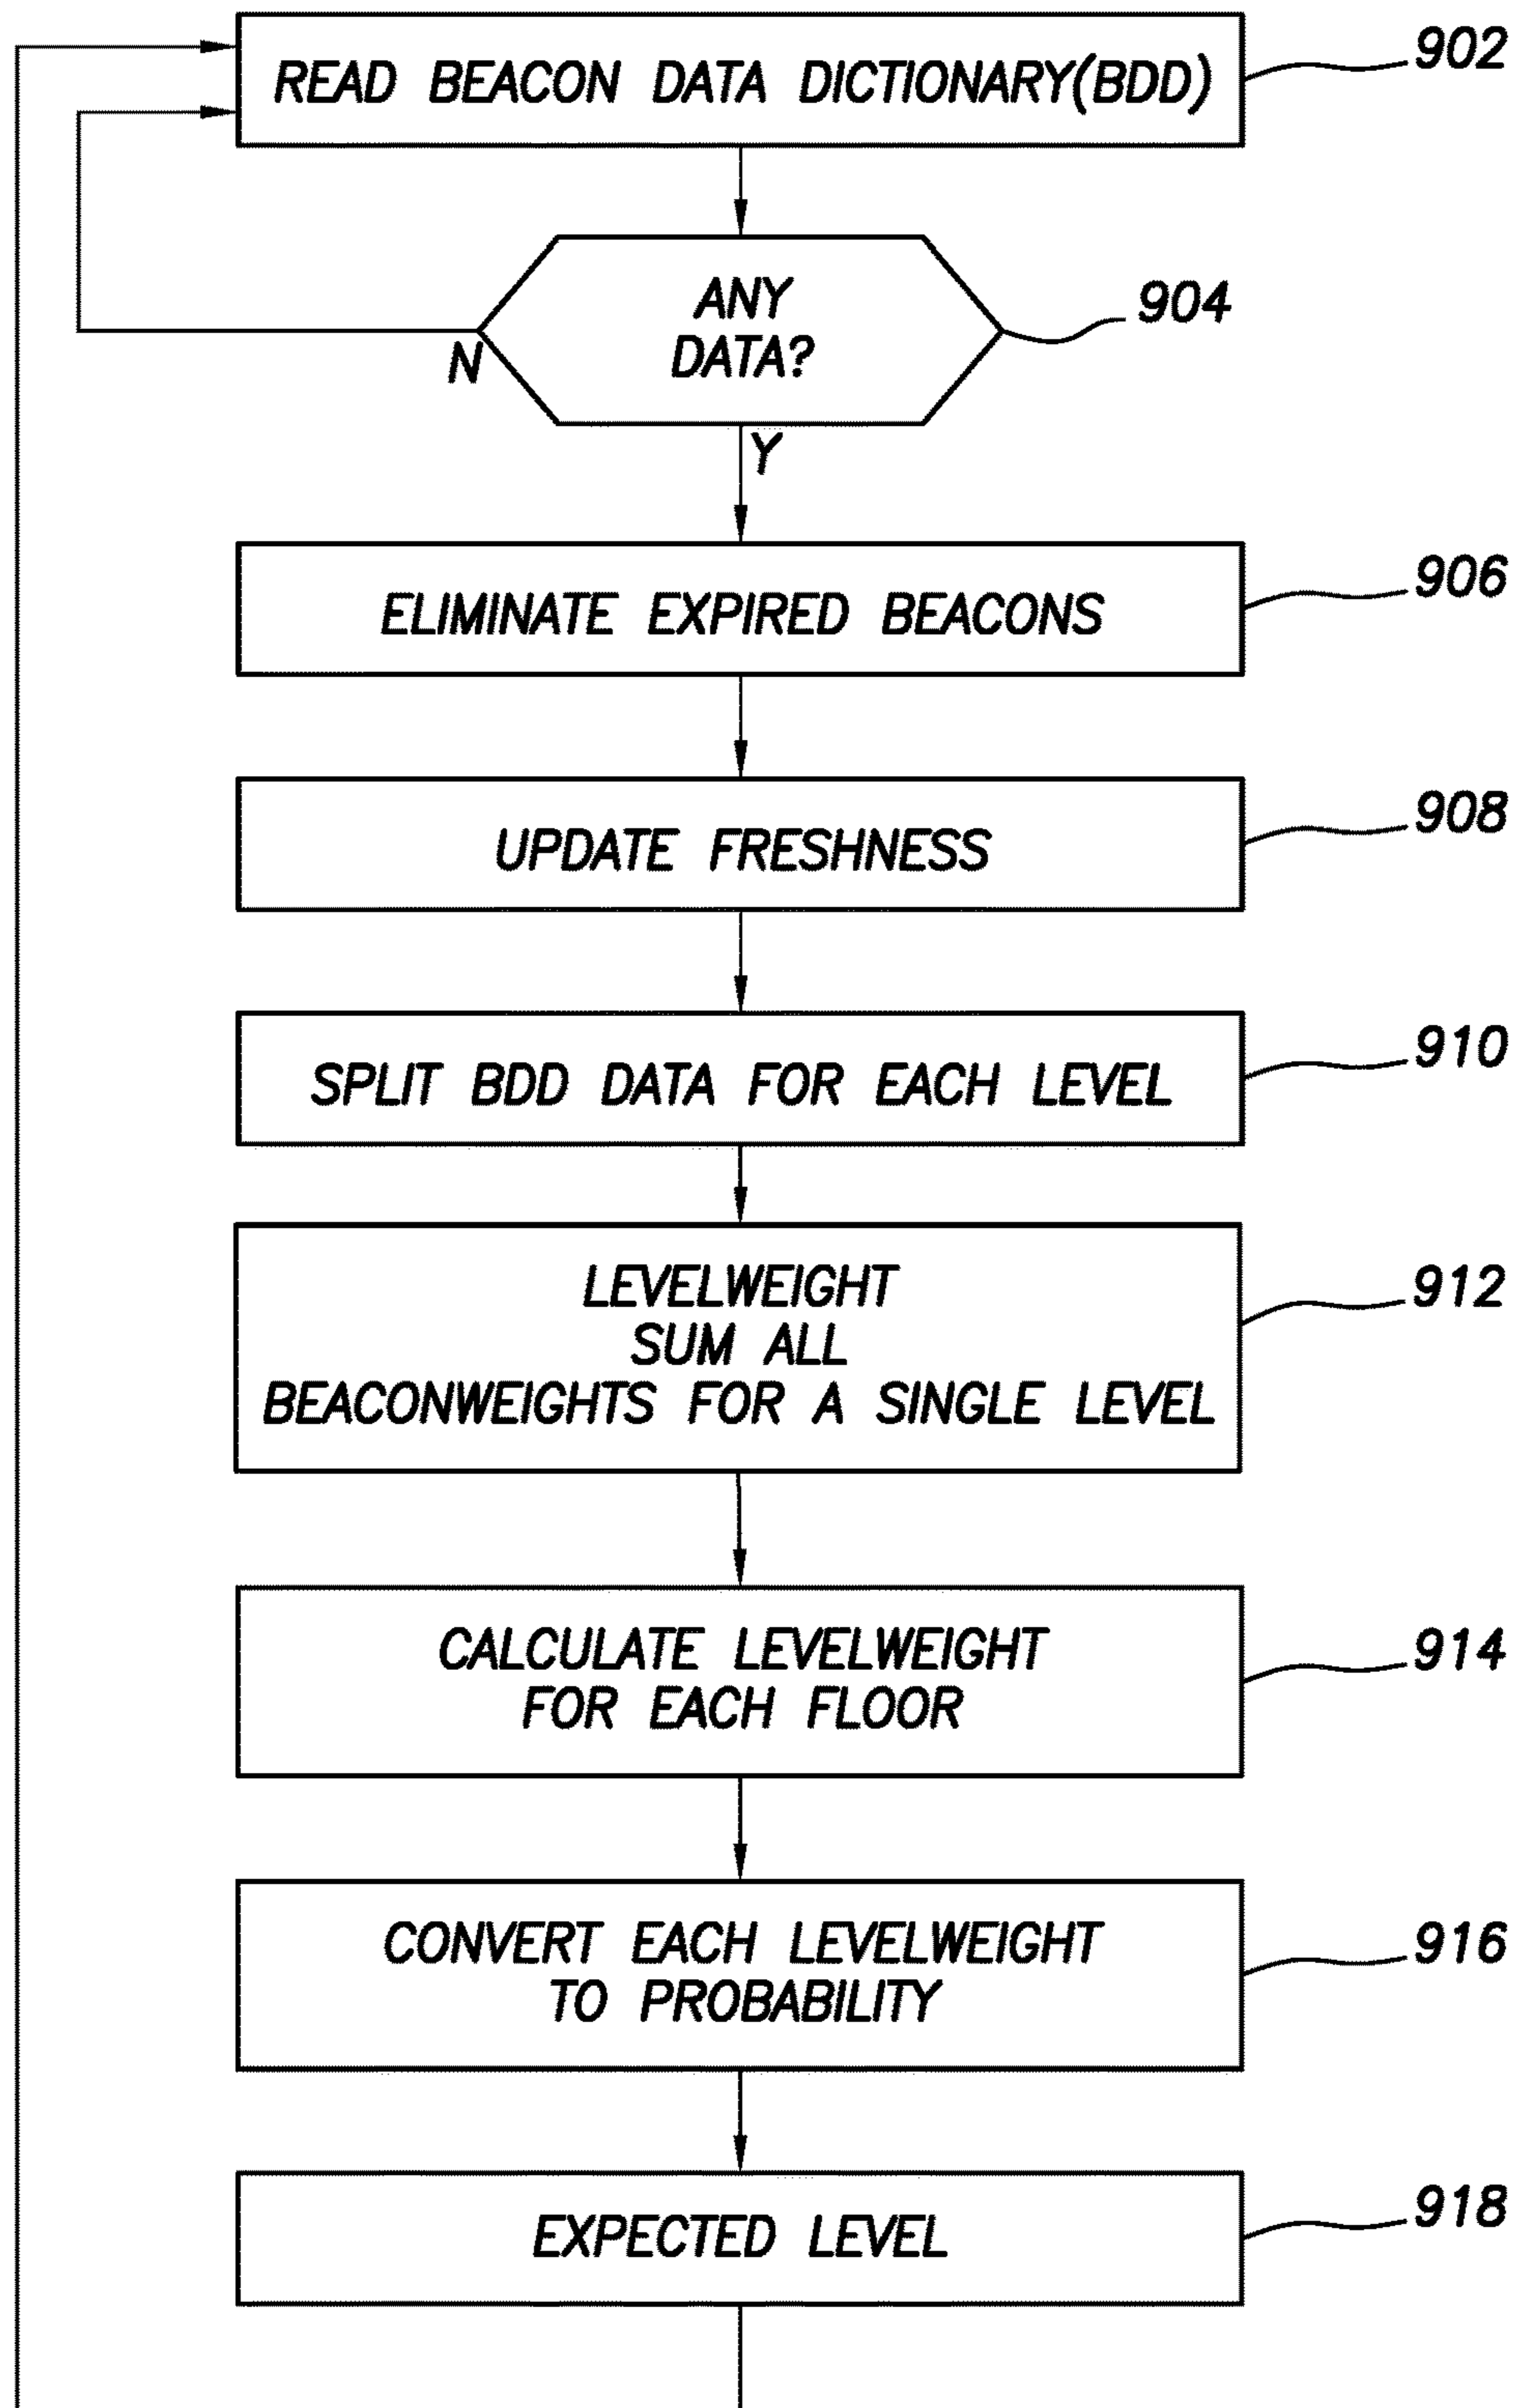 READ BEACON DATA DICTIONARY(BDD)
902
ANY
DATA?
904
N
Y
ELIMINATE EXPIRED BEACONS
906
UPDATE FRESHNESS
908
SPLIT BDD DATA FOR EACH LEVEL
910
LEVELWEIGHT
SUM ALL
BEACONWEIGHTS FOR A SINGLE LEVEL
912
CALCULATE LEVELWEIGHT
FOR EACH FLOOR
914
CONVERT EACH LEVELWEIGHT
TO PROBABILITY
916
EXPECTED LEVEL
918